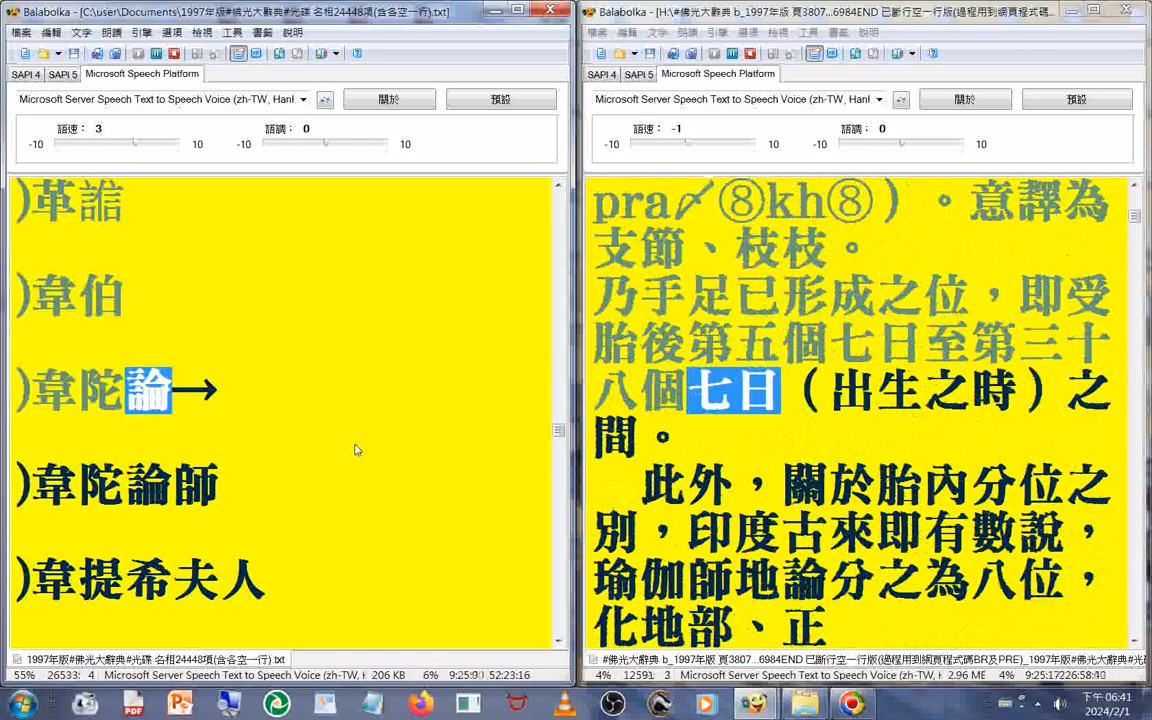 Balabolka - [C:\user\Documents\1997年版#佛光大辭典#光碟 名相24448項(含各空一行).txt]
檔案 編輯 文字 朗讀 引擎 選項 檢視 工具 書籤 說明
SAPI 4 SAPI 5 Microsoft Speech Platform
Microsoft Server Speech Text to Speech Voice (zh-TW, HanH
關於
預設
語速： 3
語調： 0
-10 10 -10 10
)革誥
)韋伯
)韋陀論→
)韋陀論師
)韋提希夫人
1997年版#佛光大辭典#光碟 名相24448項(含各空一行).txt
55% 26533: 4 Microsoft Server Speech Text to Speech Voice (zh-TW, H 206 KB 6% 9:25:00 52:23:16
Balabolka - [H:\#佛光大辭典 b_1997年版 頁3807...6984END 已斷行空一行版(過程用到網頁程式碼
檔案 編輯 文字 朗讀 引擎 選項 檢視 工具 書籤 說明
SAPI 4 SAPI 5 Microsoft Speech Platform
Microsoft Server Speech Text to Speech Voice (zh-TW, HanH
關於
預設
語速： -1
語調： 0
-10 10 -10 10
pra〆⑧kh⑧）。意譯為
支節、枝枝。
乃手足已形成之位，即受
胎後第五個七日至第三十
八個七日（出生之時）之
間。
此外，關於胎內分位之
別，印度古來即有數說，
瑜伽師地論分之為八位，
化地部、正
#佛光大辭典 b_1997年版 頁3807...6984END 已斷行空一行版(過程用到網頁程式碼BR及PRE)_1997年版#光
4% 12591: Microsoft Server Speech Text to Speech Voice (zh-TW, H 2.96 ME 4% 9:25:17 226:58:40
下午 06:41
2024/2/1